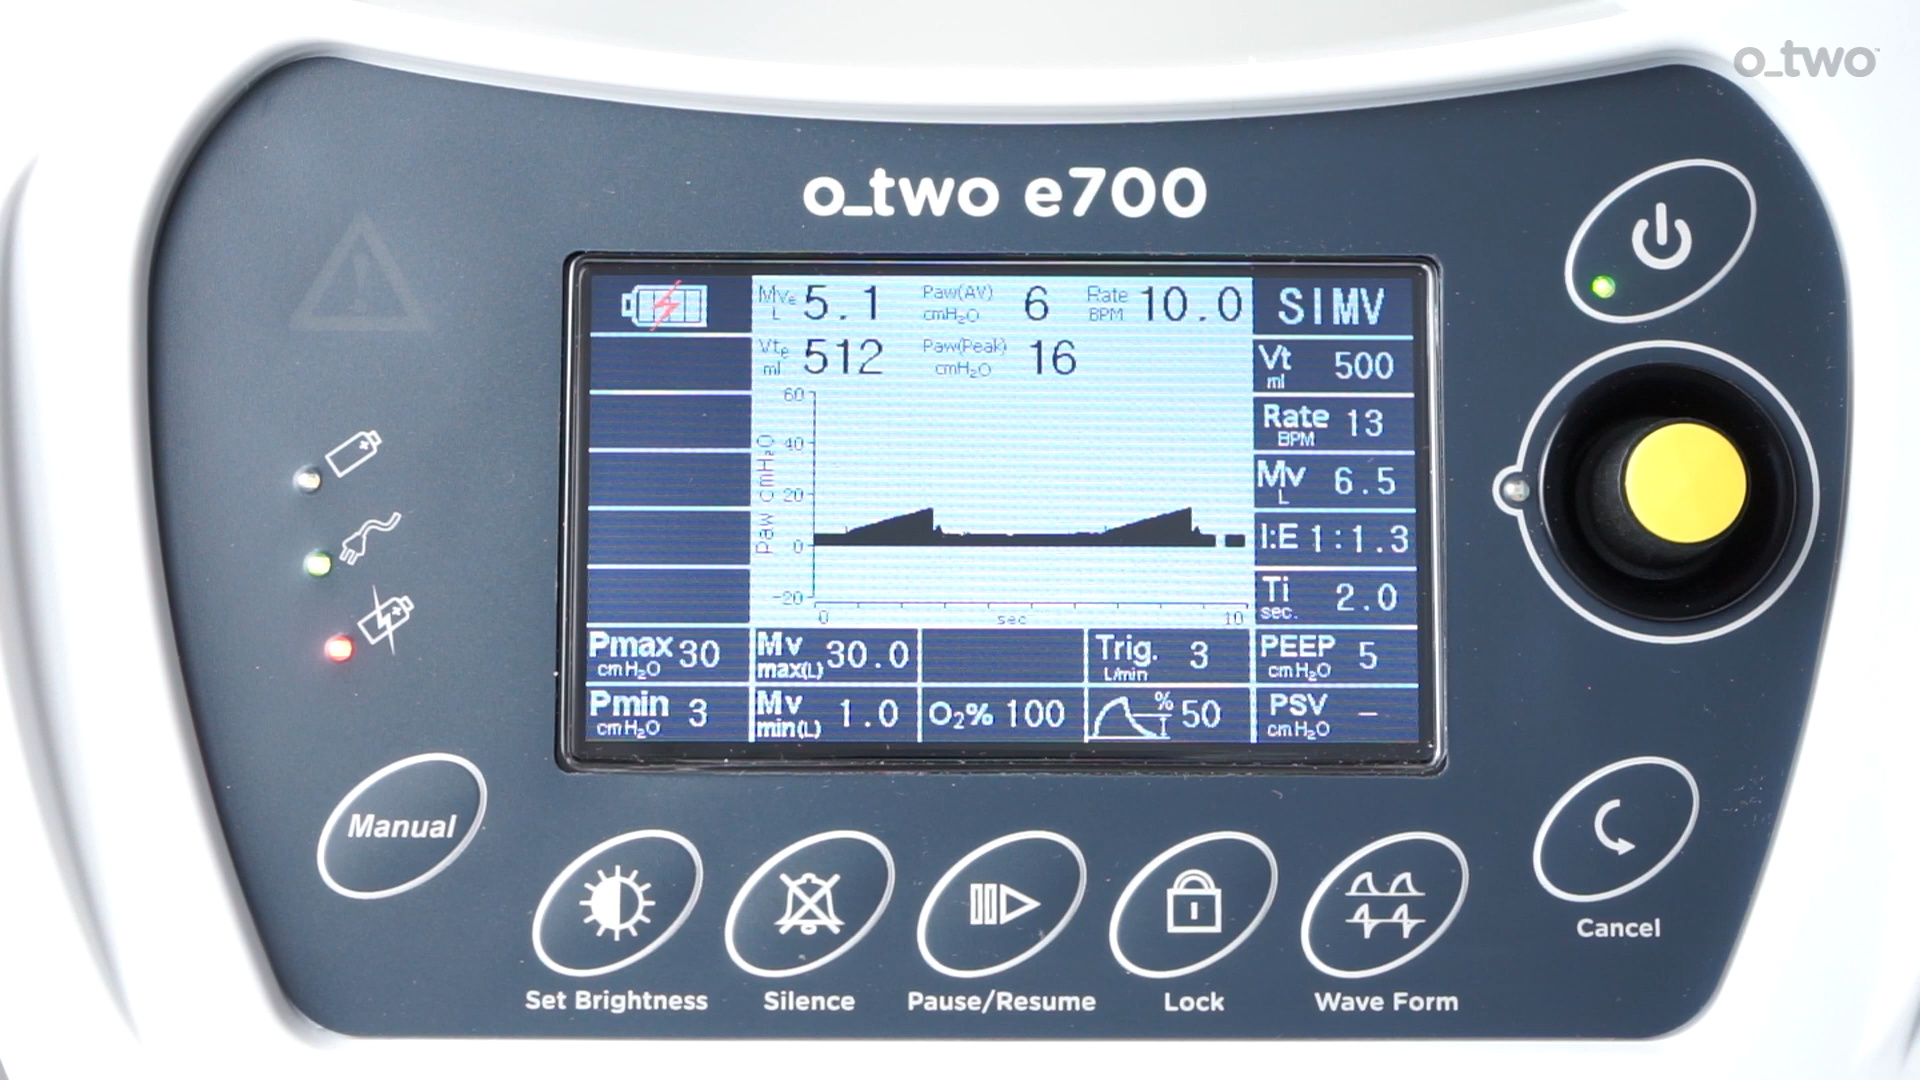 o_two™
o_two e700
Mve L 5.1 Paw(AV) cmH₂O 6 Rate BPM 10.0 SIMV
Vte ml 512 Paw(Peak) cmH₂O 16 Vt ml 500
Rate BPM 13
Mv L 6.5
I:E 1:1.3
Ti sec. 2.0
Paw cmH₂O
60
40
20
0
-20
0 sec 10
Pmax cmH₂O 30 Mv max(L) 30.0 Trig. L/min 3 PEEP cmH₂O 5
Pmin cmH₂O 3 Mv min(L) 1.0 O₂% 100 % 50 PSV cmH₂O –
Manual
Cancel
Set Brightness Silence Pause/Resume Lock Wave Form